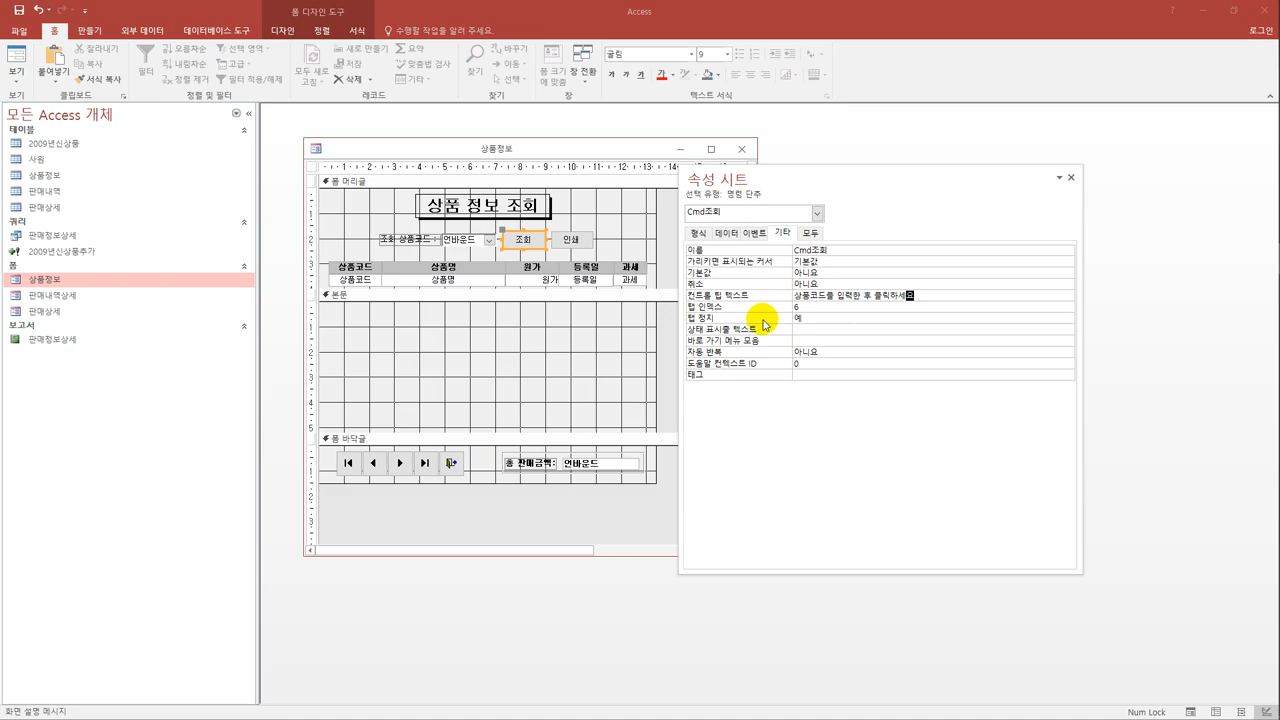 폼 디자인 도구
Access
로그인
파일 홈 만들기 외부 데이터 데이터베이스 도구 디자인 정렬 서식 수행할 작업을 알려 주세요.
보기
붙여넣기
잘라내기
복사
서식 복사
필터
오름차순
내림차순
정렬 제거
선택 영역
고급
필터 적용/해제
모두 새로 고침
새로 만들기
저장
삭제
요약
맞춤법 검사
기타
찾기
바꾸기
이동
선택
폼 크기에 맞춤
창 전환
굴림 9
가 가 가
보기 클립보드 정렬 및 필터 레코드 찾기 창 텍스트 서식
모든 Access 개체
테이블
2009년신상품
사원
상품정보
판매내역
판매상세
쿼리
판매정보상세
2009년신상품추가
폼
상품정보
판매내역상세
판매상세
보고서
판매정보상세
상품정보
폼 머리글
상품 정보 조회
조회 상품코드 :
언바운드
조회
인쇄
상품코드 상품명 원가 등록일 과세
상품코드 상품명 원가 등록일 과세
본문
폼 바닥글
총 판매금액:
언바운드
속성 시트
선택 유형: 명령 단추
Cmd조회
형식 데이터 이벤트 기타 모두
이름 Cmd조회
가리키면 표시되는 커서 기본값
기본값 아니요
취소 아니요
컨트롤 팁 텍스트 상품코드를 입력한 후 클릭하세요
탭 인덱스 6
탭 정지 예
상태 표시줄 텍스트
바로 가기 메뉴 모음
자동 반복 아니요
도움말 컨텍스트 ID 0
태그
화면 설명 메시지
Num Lock